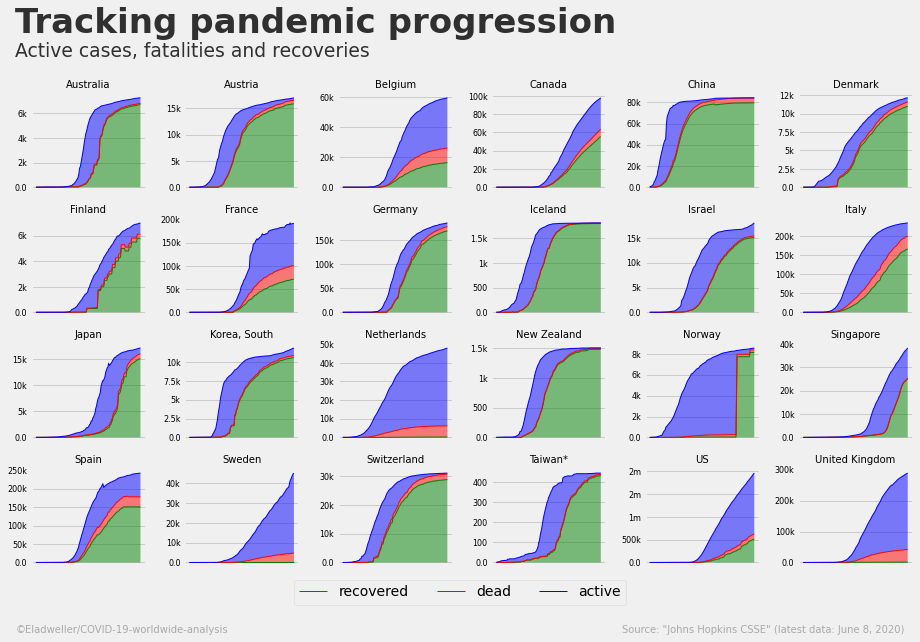 Tracking pandemic progression
Active cases, fatalities and recoveries
Australia
6k
4k
2k
0.0
Austria
15k
10k
5k
0.0
Belgium
60k
40k
20k
0.0
Canada
100k
80k
60k
40k
20k
0.0
China
80k
60k
40k
20k
0.0
Denmark
12k
10k
7.5k
5k
2.5k
0.0
Finland
6k
4k
2k
0.0
France
200k
150k
100k
50k
0.0
Germany
150k
100k
50k
0.0
Iceland
1.5k
1k
500
0.0
Israel
15k
10k
5k
0.0
Italy
200k
150k
100k
50k
0.0
Japan
15k
10k
5k
0.0
Korea, South
10k
7.5k
5k
2.5k
0.0
Netherlands
50k
40k
30k
20k
10k
0.0
New Zealand
1.5k
1k
500
0.0
Norway
8k
6k
4k
2k
0.0
Singapore
40k
30k
20k
10k
0.0
Spain
250k
200k
150k
100k
50k
0.0
Sweden
40k
30k
20k
10k
0.0
Switzerland
30k
20k
10k
0.0
Taiwan*
400
300
200
100
0.0
US
2m
2m
1m
500k
0.0
United Kingdom
300k
200k
100k
0.0
recovered
dead
active
©Eladweller/COVID-19-worldwide-analysis
Source: "Johns Hopkins CSSE" (latest data: June 8, 2020)